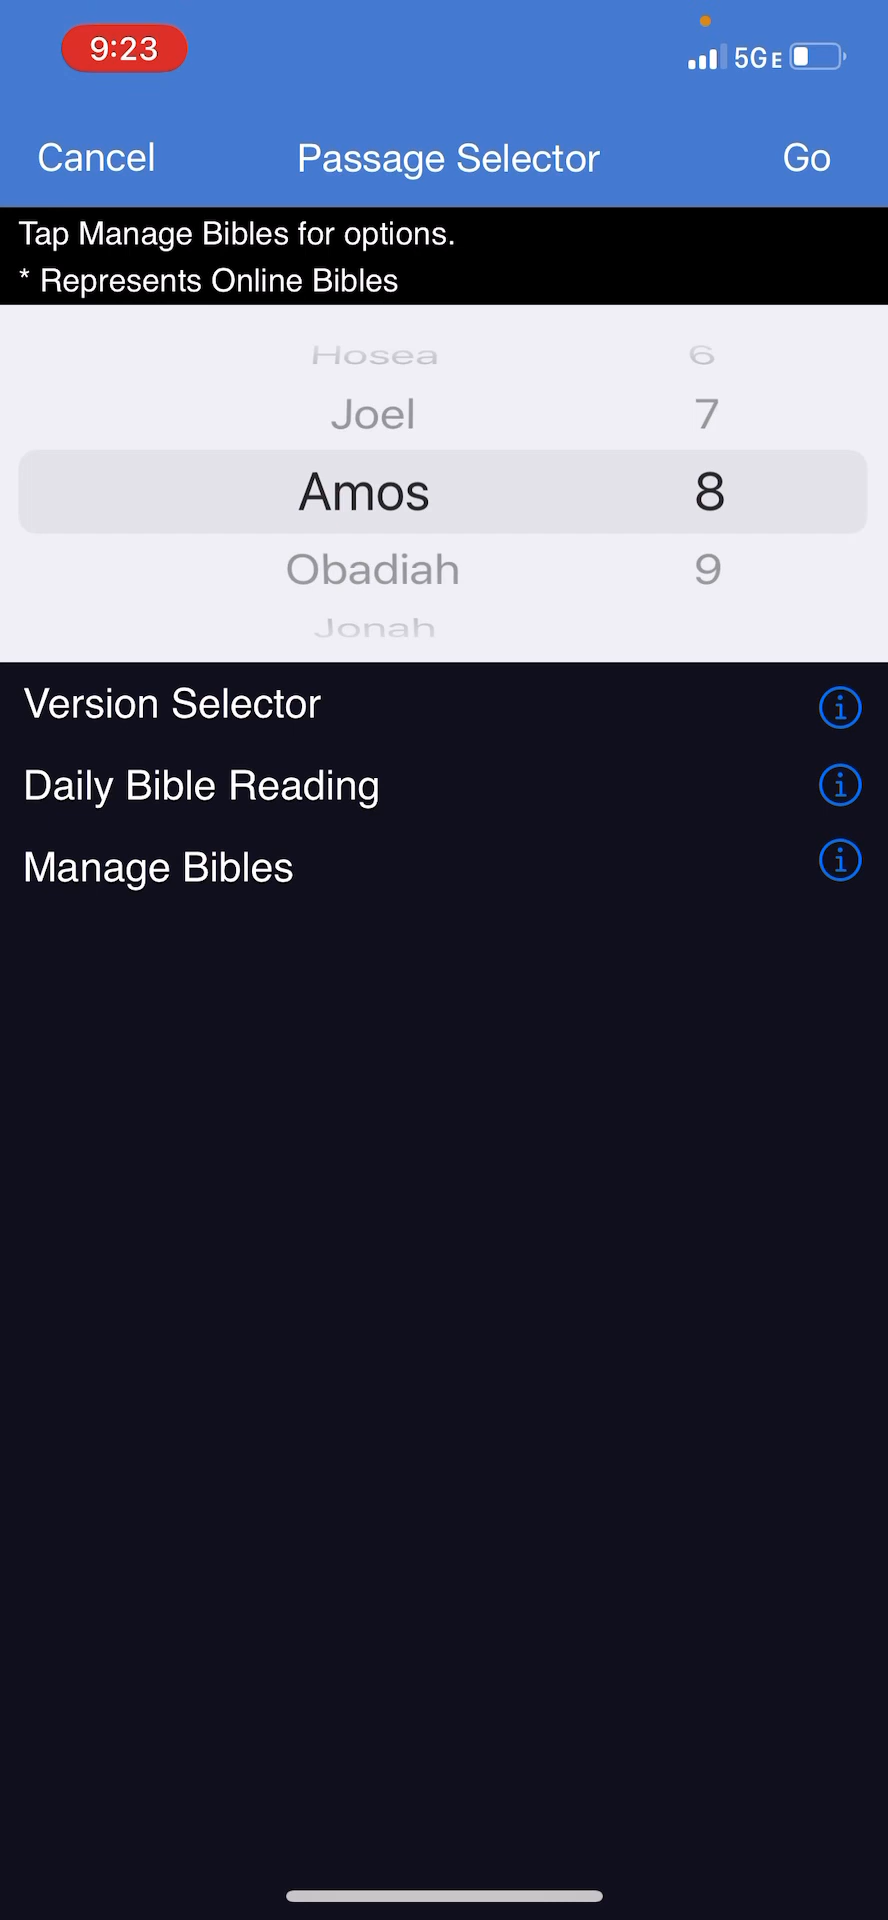 9:23
5GE
Cancel Passage Selector Go
Tap Manage Bibles for options.
* Represents Online Bibles
Hosea 6
Joel 7
Amos 8
Obadiah 9
Jonah
Version Selector
Daily Bible Reading
Manage Bibles